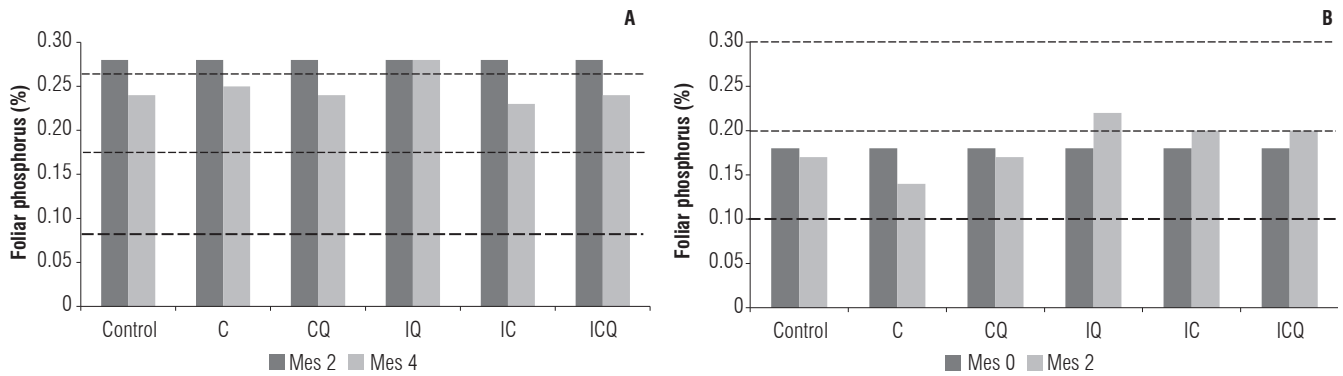 A
Foliar phosphorus (%)
0.30
0.25
0.20
0.15
0.10
0.05
0
Control C CQ IQ IC ICQ
Mes 2 Mes 4
B
Foliar phosphorus (%)
0.30
0.25
0.20
0.15
0.10
0.05
0
Control C CQ IQ IC ICQ
Mes 0 Mes 2